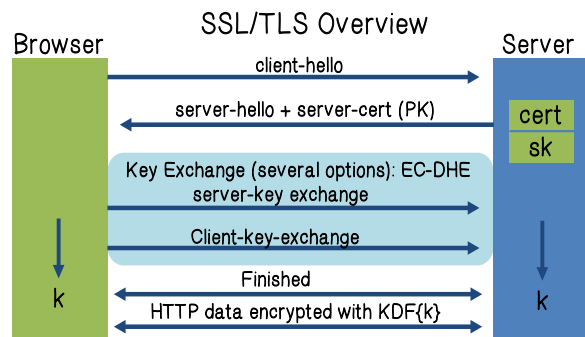 SSL/TLS Overview
Browser
Server
client-hello
server-hello + server-cert (PK)
cert
sk
Key Exchange (several options): EC-DHE
server-key exchange
Client-key-exchange
k
k
Finished
HTTP data encrypted with KDF{k}